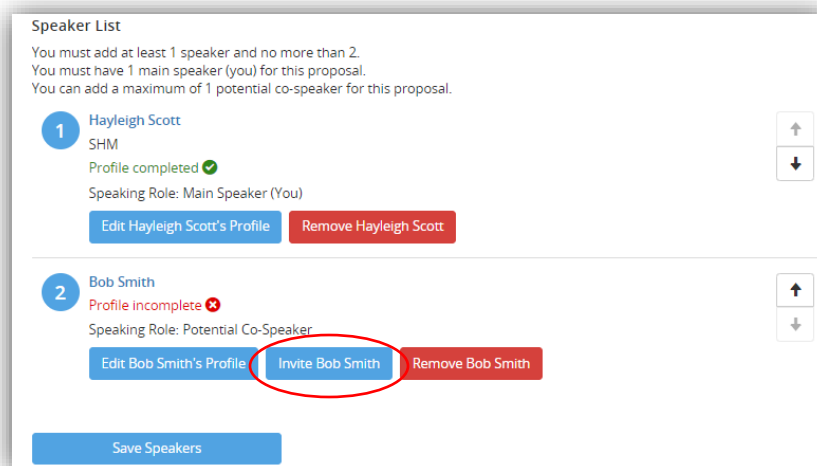 Speaker List
You must add at least 1 speaker and no more than 2.
You must have 1 main speaker (you) for this proposal.
You can add a maximum of 1 potential co-speaker for this proposal.
1
Hayleigh Scott
SHM
Profile completed
Speaking Role: Main Speaker (You)
Edit Hayleigh Scott's Profile
Remove Hayleigh Scott
2
Bob Smith
Profile incomplete
Speaking Role: Potential Co-Speaker
Edit Bob Smith's Profile
Invite Bob Smith
Remove Bob Smith
Save Speakers